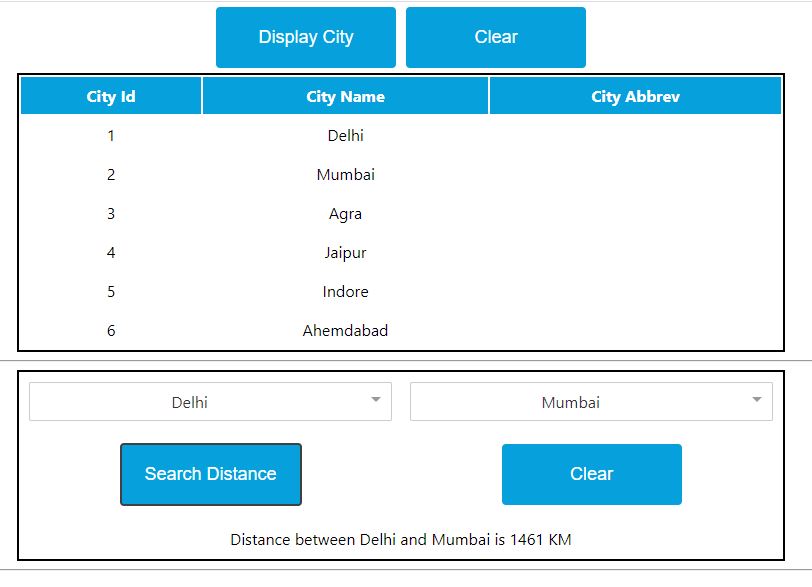 Display City Clear
City Id City Name City Abbrev
1 Delhi
2 Mumbai
3 Agra
4 Jaipur
5 Indore
6 Ahemdabad
Delhi Mumbai
Search Distance Clear
Distance between Delhi and Mumbai is 1461 KM